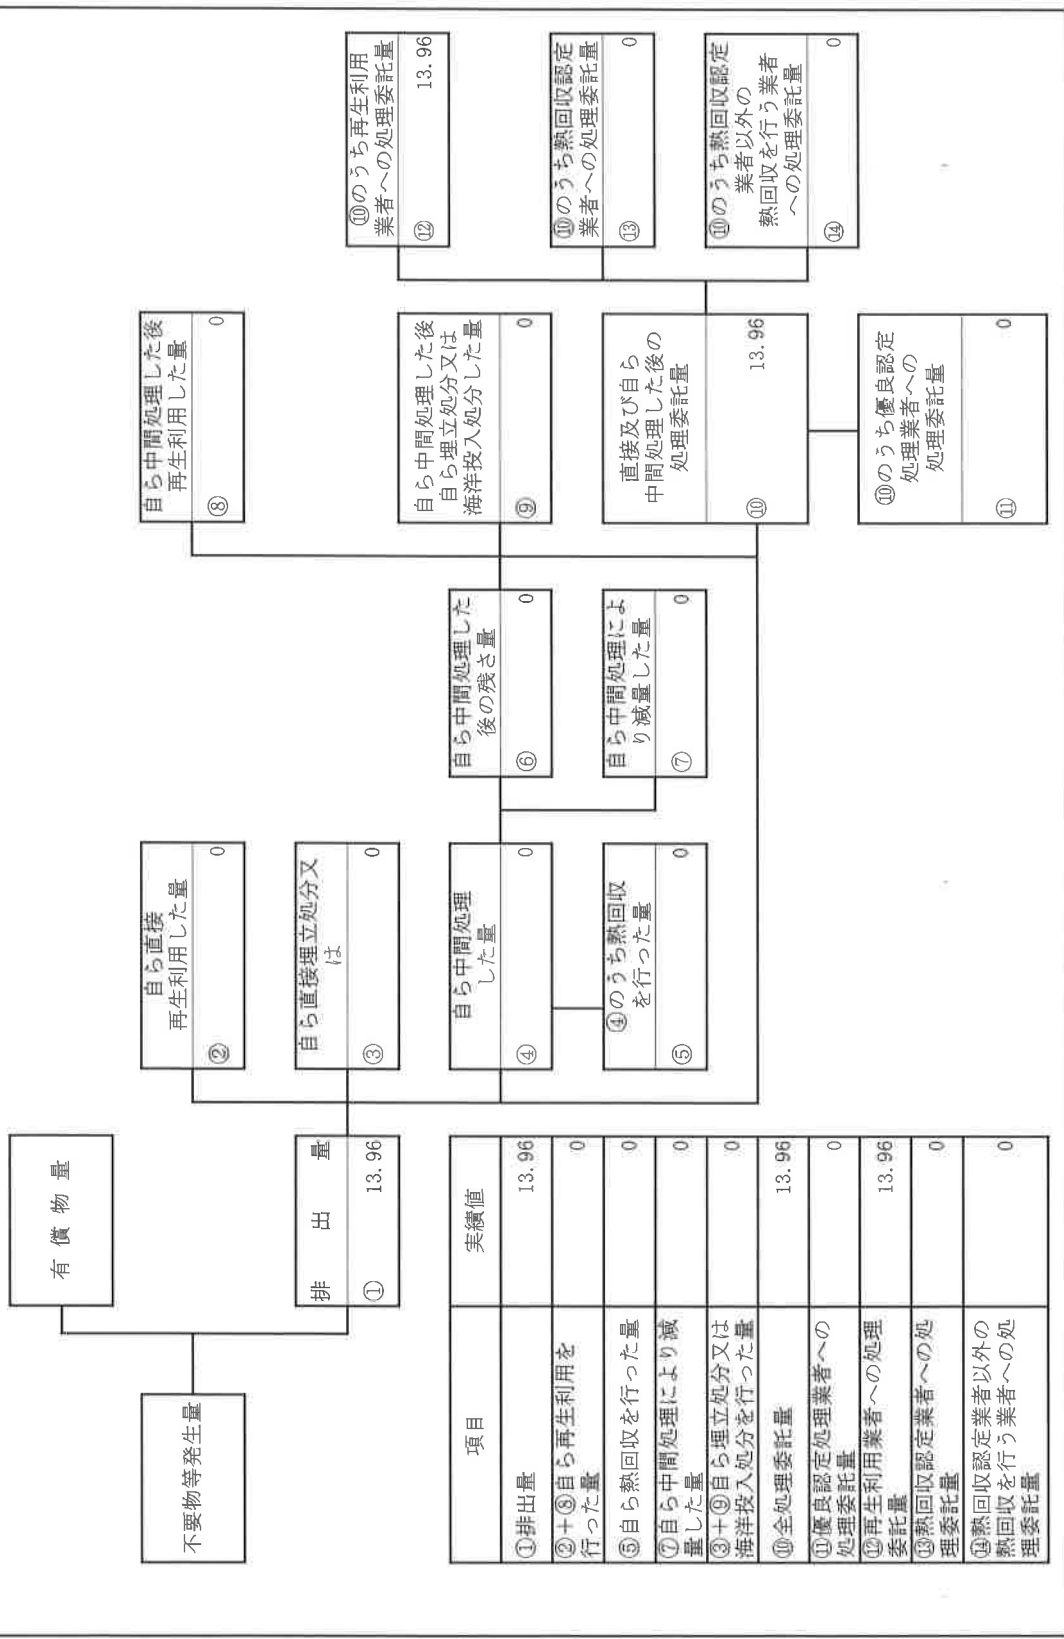 不要物等発生量
有償物量
排出量
① 13.96
自ら直接
再生利用した量
② 0
自ら直接埋立処分又
は
③ 0
自ら中間処理
した量
④ 0
④のうち熱回収
を行った量
⑤ 0
自ら中間処理した
後の残さ量
⑥ 0
自ら中間処理によ
り減量した量
⑦ 0
自ら中間処理した後
再生利用した量
⑧ 0
自ら中間処理した後
自ら埋立処分又は
海洋投入処分した量
⑨ 0
直接及び自ら
中間処理した後の
処理委託量
⑩ 13.96
⑩のうち優良認定
処理業者への
処理委託量
⑪ 0
⑩のうち再生利用
業者への処理委託量
⑫ 13.96
⑩のうち熱回収認定
業者への処理委託量
⑬ 0
⑩のうち熱回収認定
業者以外の
熱回収を行う業者
への処理委託量
⑭ 0
項目 実績値
①排出量 13.96
②+⑧自ら再生利用を
行った量 0
⑤自ら熱回収を行った量 0
⑦自ら中間処理により減
量した量 0
③+⑨自ら埋立処分又は
海洋投入処分を行った量 0
⑩全処理委託量 13.96
⑪優良認定処理業者への
処理委託量 0
⑫再生利用業者への処理
委託量 13.96
⑬熱回収認定業者への処
理委託量 0
⑭熱回収認定業者以外の
熱回収を行う業者への処
理委託量 0